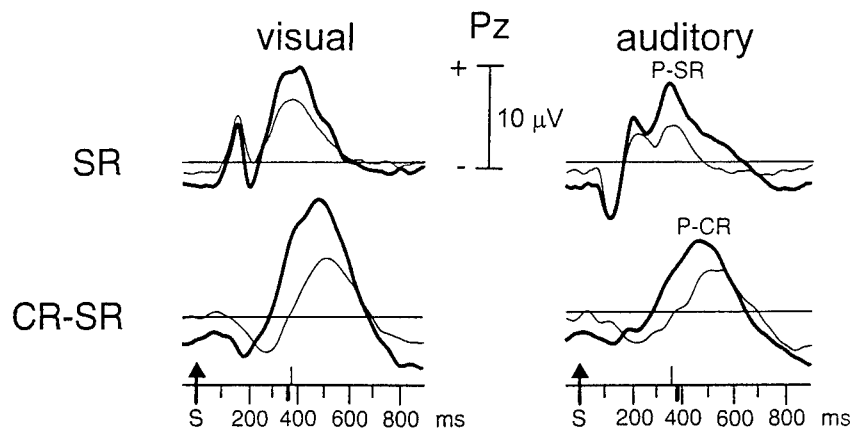 visual Pz auditory
+ P-SR
10 µV
SR -
P-CR
CR-SR
S 200 400 600 800 ms S 200 400 600 800 ms